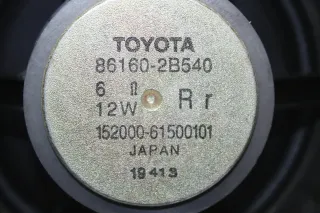 TOYOTA
86160-2B540
6 Ω
12W Rr
152000-61500101
JAPAN
19413